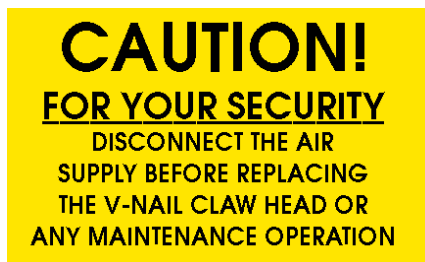 CAUTION!
FOR YOUR SECURITY
DISCONNECT THE AIR
SUPPLY BEFORE REPLACING
THE V-NAIL CLAW HEAD OR
ANY MAINTENANCE OPERATION